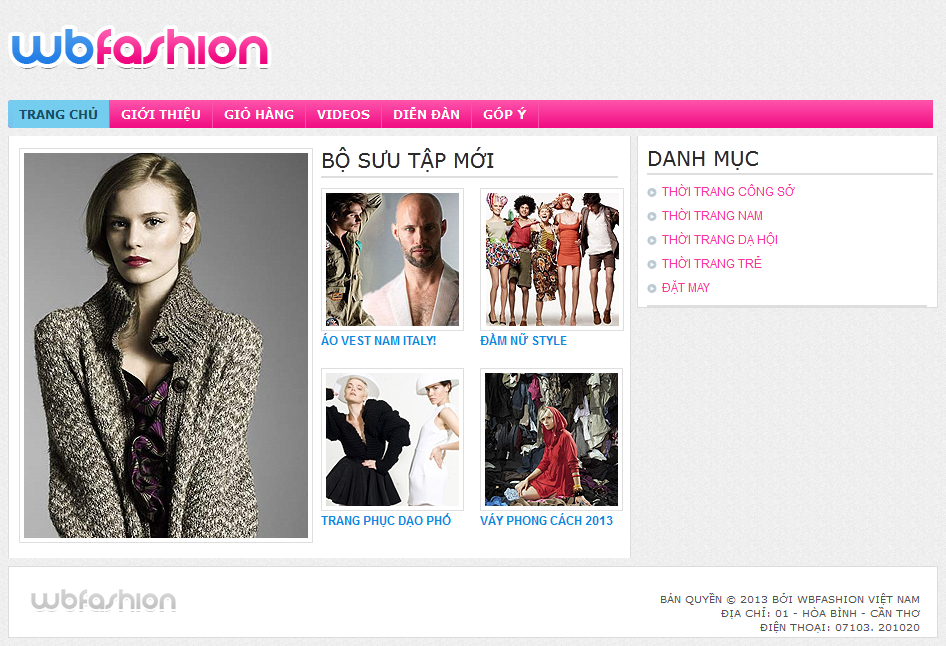 wbfashion
TRANG CHỦ GIỚI THIỆU GIỎ HÀNG VIDEOS DIỄN ĐÀN GÓP Ý
BỘ SƯU TẬP MỚI
ÁO VEST NAM ITALY! ĐẦM NỮ STYLE
TRANG PHỤC DẠO PHỐ VÁY PHONG CÁCH 2013
DANH MỤC
THỜI TRANG CÔNG SỞ
THỜI TRANG NAM
THỜI TRANG DẠ HỘI
THỜI TRANG TRẺ
ĐẶT MAY
wbfashion
BẢN QUYỀN © 2013 BỞI WBFASHION VIỆT NAM
ĐỊA CHỈ: 01 - HÒA BÌNH - CẦN THƠ
ĐIỆN THOẠI: 07103. 201020